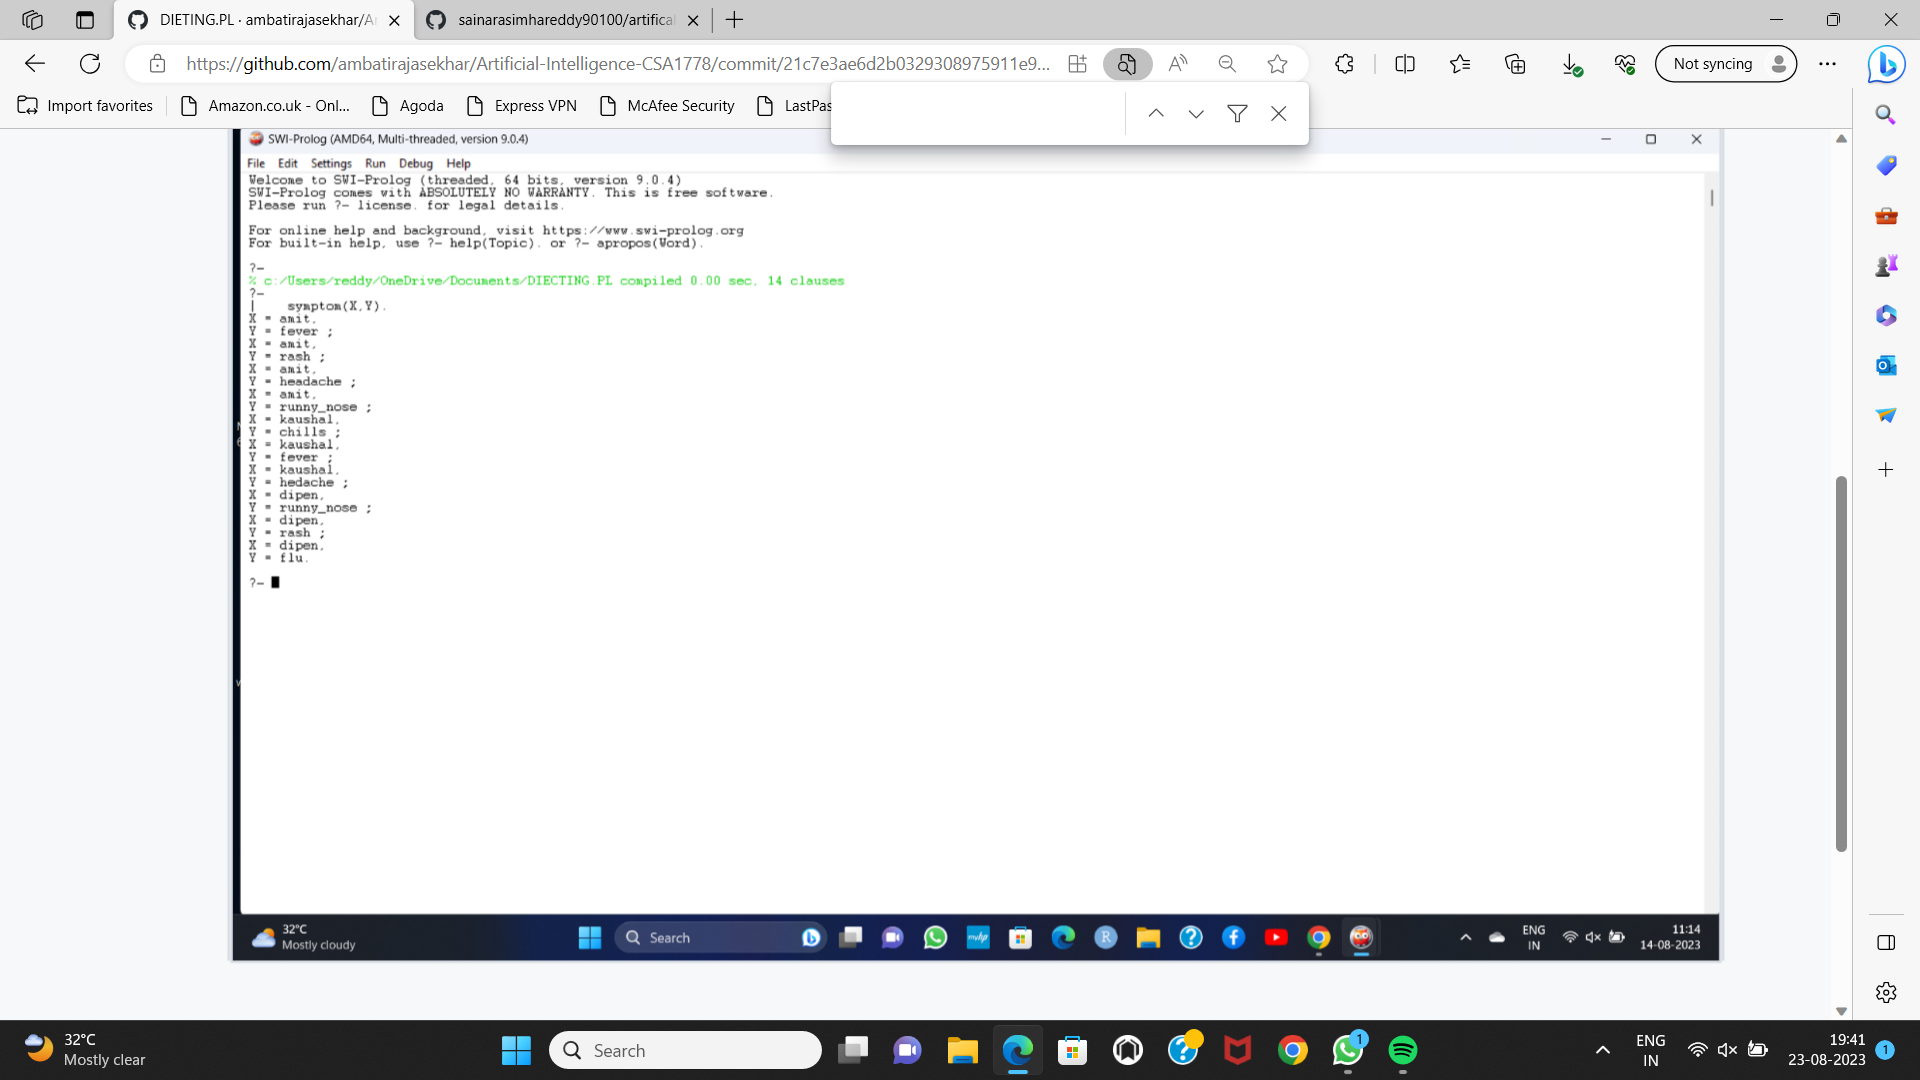 DIETING.PL · ambatirajasekhar/A
sainarasimhareddy90100/artifical
https://github.com/ambatirajasekhar/Artificial-Intelligence-CSA1778/commit/21c7e3ae6d2b0329308975911e9...
Not syncing
Import favorites
Amazon.co.uk - Onl...
Agoda
Express VPN
McAfee Security
LastPas
SWI-Prolog (AMD64, Multi-threaded, version 9.0.4)
File Edit Settings Run Debug Help
Welcome to SWI-Prolog (threaded, 64 bits, version 9.0.4)
SWI-Prolog comes with ABSOLUTELY NO WARRANTY. This is free software.
Please run ?- license. for legal details.
For online help and background, visit https://www.swi-prolog.org
For built-in help, use ?- help(Topic). or ?- apropos(Word).
?-
% c:/Users/reddy/OneDrive/Documents/DIECTING.PL compiled 0.00 sec, 14 clauses
?-
| symptom(X,Y).
X = amit,
Y = fever ;
X = amit,
Y = rash ;
X = amit,
Y = headache ;
X = amit,
Y = runny_nose ;
X = kaushal,
Y = chills ;
X = kaushal,
Y = fever ;
X = kaushal,
Y = hedache ;
X = dipen,
Y = runny_nose ;
X = dipen,
Y = rash ;
X = dipen,
Y = flu.
?-
32°C
Mostly cloudy
Search
myhp
R
ENG
IN
11:14
14-08-2023
32°C
Mostly clear
Search
1
ENG
IN
19:41
23-08-2023
1